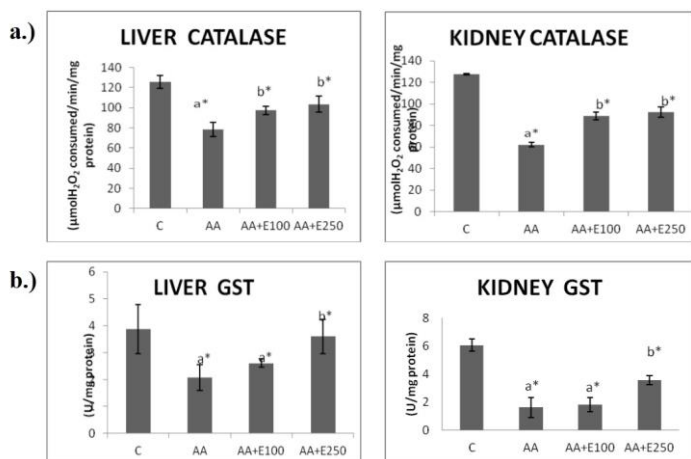 a.)
LIVER CATALASE
(µmolH₂O₂ consumed/min/mg protein)
140
120
100
80
60
40
20
0
a*
b*
b*
C AA AA+E100 AA+E250
KIDNEY CATALASE
(µmolH₂O₂ consumed/min/mg protein)
140
120
100
80
60
40
20
0
a*
b*
b*
C AA AA+E100 AA+E250
b.)
LIVER GST
(U/mg protein)
6
5
4
3
0
a*
a*
b*
C AA AA+E100 AA+E250
KIDNEY GST
(U/mg protein)
8
6
4
2
0
a*
a*
b*
C AA AA+E100 AA+E250